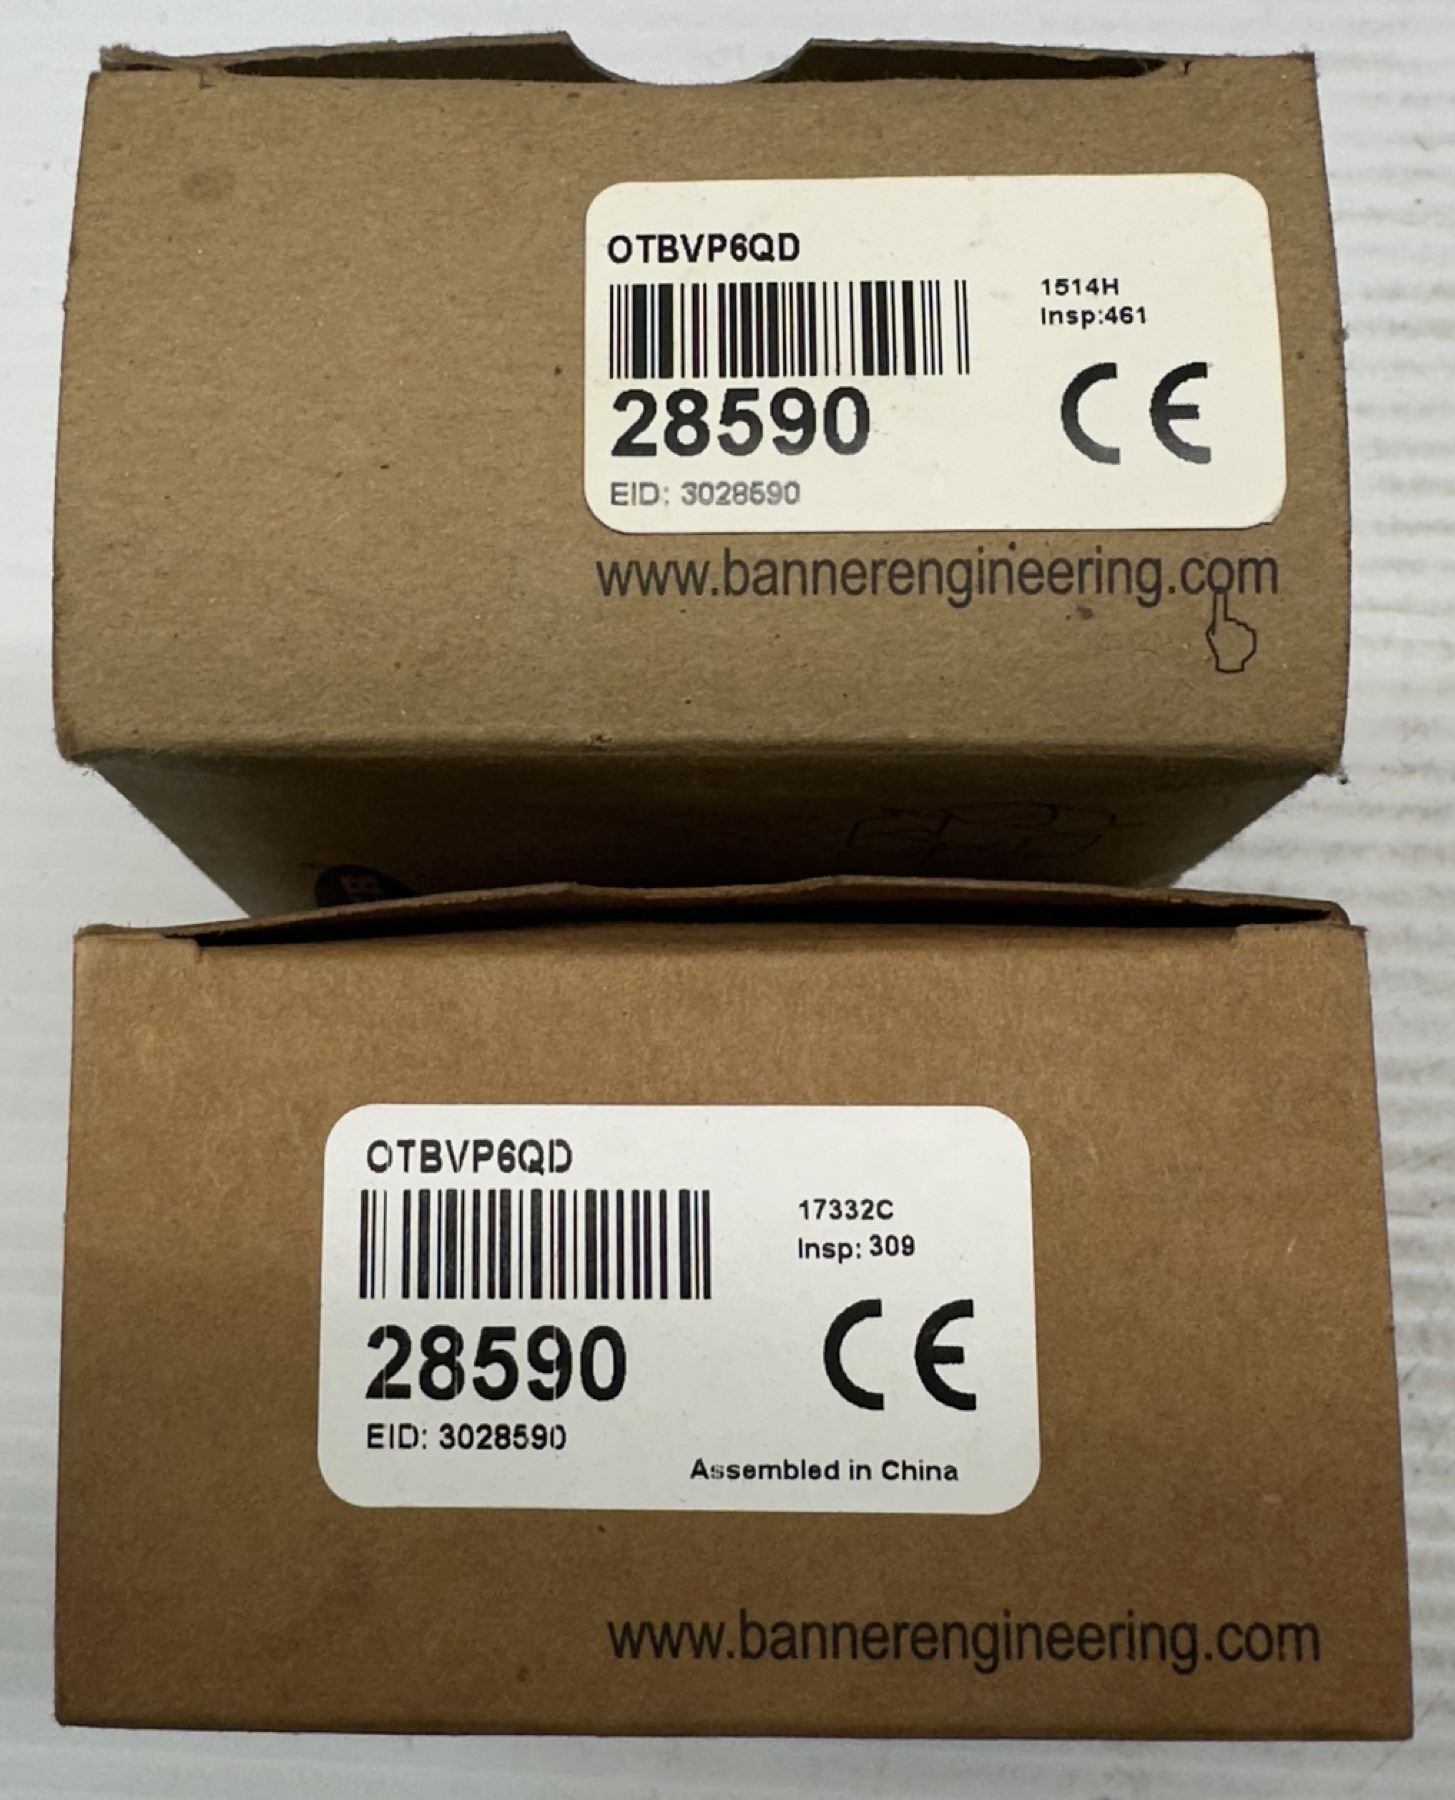 OTBVP6QD
1514H
Insp:461
28590
CE
EID: 3028590
www.bannerengineering.com
OTBVP6QD
17332C
Insp: 309
28590
CE
EID: 3028590
Assembled in China
www.bannerengineering.com